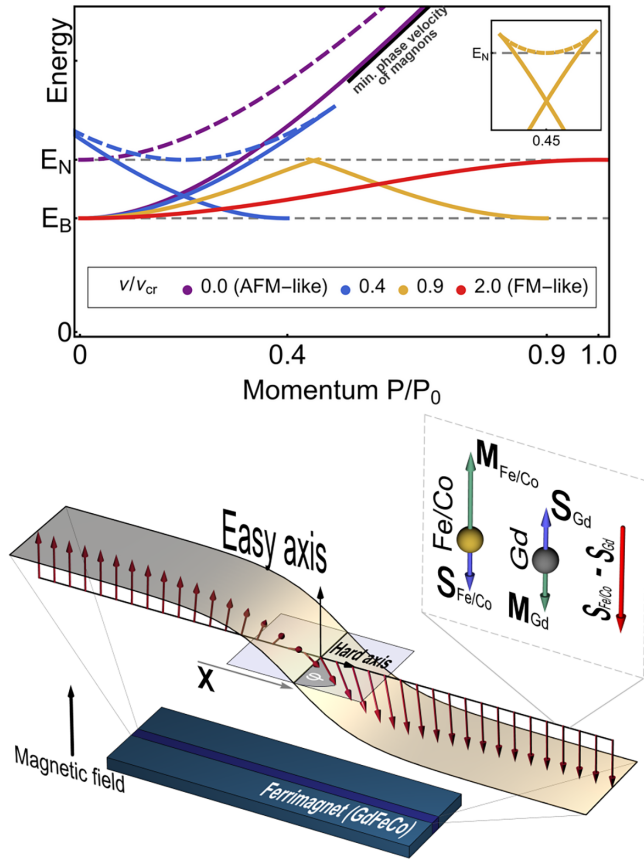 Energy
E_N
E_B
0
min. phase velocity
of magnons
E_N
0.45
v/v_cr
0.0 (AFM-like)
0.4
0.9
2.0 (FM-like)
0
0.4
0.9
1.0
Momentum P/P_0
M_Fe/Co
Fe/Co
S_Fe/Co
S_Gd
Gd
M_Gd
S_Fe/Co - S_Gd
Easy axis
Hard axis
φ
X
Magnetic field
Ferrimagnet (GdFeCo)